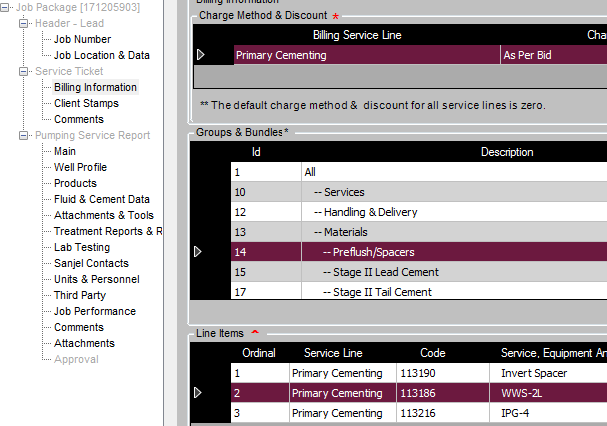 Job Package [171205903]
Header - Lead
Job Number
Job Location & Data
Service Ticket
Billing Information
Client Stamps
Comments
Pumping Service Report
Main
Well Profile
Products
Fluid & Cement Data
Attachments & Tools
Treatment Reports & R
Lab Testing
Sanjel Contacts
Units & Personnel
Third Party
Job Performance
Comments
Attachments
Approval
Billing Information
Charge Method & Discount *
Billing Service Line Cha
Primary Cementing As Per Bid
** The default charge method & discount for all service lines is zero.
Groups & Bundles*
Id Description
1 All
10 -- Services
12 -- Handling & Delivery
13 -- Materials
14 -- Preflush/Spacers
15 -- Stage II Lead Cement
17 -- Stage II Tail Cement
Line Items
Ordinal Service Line Code Service, Equipment An
1 Primary Cementing 113190 Invert Spacer
2 Primary Cementing 113186 WWS-2L
3 Primary Cementing 113216 IPG-4